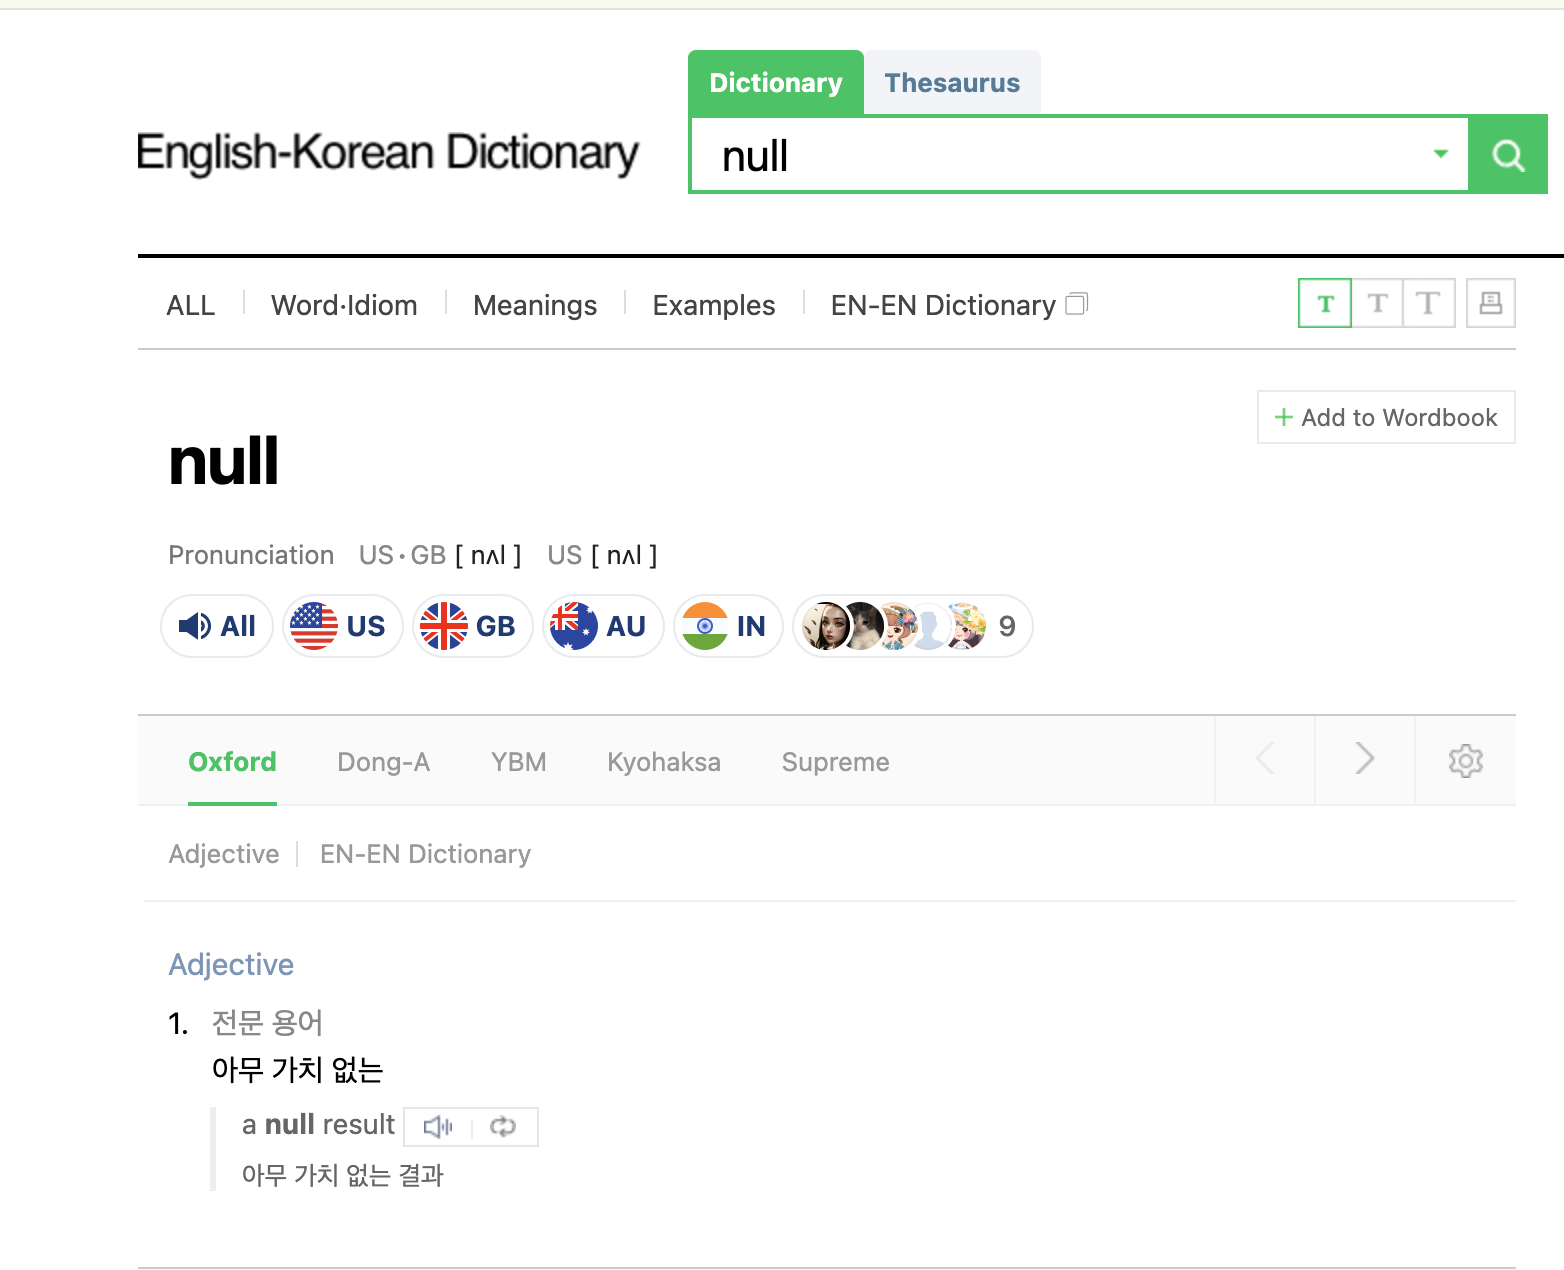 Dictionary Thesaurus
English-Korean Dictionary
null
ALL Word·Idiom Meanings Examples EN-EN Dictionary T T T
+ Add to Wordbook
null
Pronunciation US·GB [ nʌl ] US [ nʌl ]
All US GB AU IN 9
Oxford Dong-A YBM Kyohaksa Supreme
Adjective EN-EN Dictionary
Adjective
1. 전문 용어
아무 가치 없는
a null result
아무 가치 없는 결과